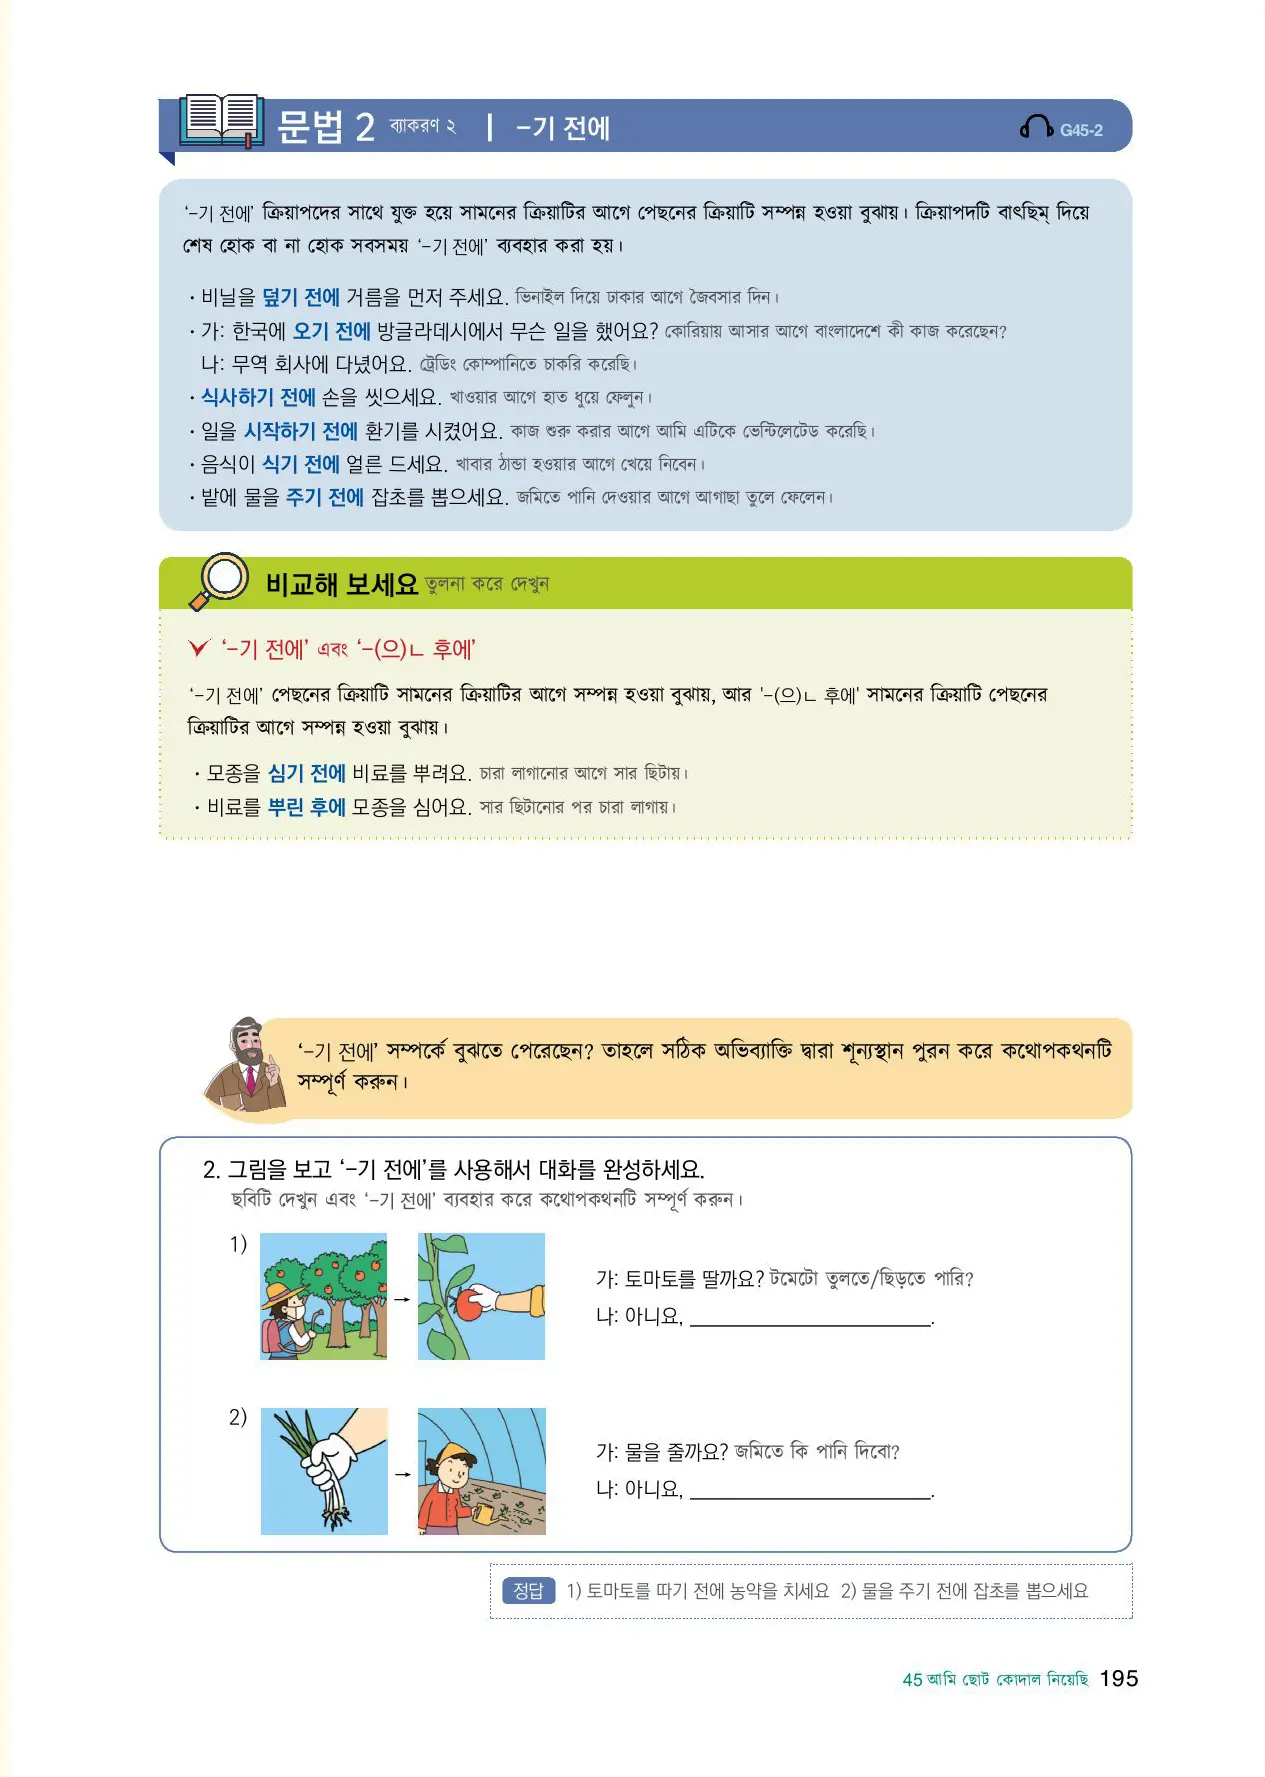 문법 2 ব্যাকরণ ২ | -기 전에 G45-2
‘-기 전에’ ক্রিয়াপদের সাথে যুক্ত হয়ে সামনের ক্রিয়াটির আগে পেছনের ক্রিয়াটি সম্পন্ন হওয়া বুঝায়। ক্রিয়াপদটি বাৎছিম্ দিয়ে
শেষ হোক বা না হোক সবসময় ‘-기 전에’ ব্যবহার করা হয়।
· 비닐을 덮기 전에 거름을 먼저 주세요. ভিনাইল দিয়ে ঢাকার আগে জৈবসার দিন।
· 가: 한국에 오기 전에 방글라데시에서 무슨 일을 했어요? কোরিয়ায় আসার আগে বাংলাদেশে কী কাজ করেছেন?
나: 무역 회사에 다녔어요. ট্রেডিং কোম্পানিতে চাকরি করেছি।
· 식사하기 전에 손을 씻으세요. খাওয়ার আগে হাত ধুয়ে ফেলুন।
· 일을 시작하기 전에 환기를 시켰어요. কাজ শুরু করার আগে আমি এটিকে ভেন্টিলেটেড করেছি।
· 음식이 식기 전에 얼른 드세요. খাবার ঠান্ডা হওয়ার আগে খেয়ে নিবেন।
· 밭에 물을 주기 전에 잡초를 뽑으세요. জমিতে পানি দেওয়ার আগে আগাছা তুলে ফেলেন।
비교해 보세요 তুলনা করে দেখুন
‘-기 전에’ এবং ‘-(으)ㄴ 후에’
‘-기 전에’ পেছনের ক্রিয়াটি সামনের ক্রিয়াটির আগে সম্পন্ন হওয়া বুঝায়, আর '-(으)ㄴ 후에' সামনের ক্রিয়াটি পেছনের
ক্রিয়াটির আগে সম্পন্ন হওয়া বুঝায়।
· 모종을 심기 전에 비료를 뿌려요. চারা লাগানোর আগে সার ছিটায়।
· 비료를 뿌린 후에 모종을 심어요. সার ছিটানোর পর চারা লাগায়।
‘-기 전에’ সম্পর্কে বুঝতে পেরেছেন? তাহলে সঠিক অভিব্যাক্তি দ্বারা শূন্যস্থান পুরন করে কথোপকথনটি
সম্পূর্ণ করুন।
2. 그림을 보고 ‘-기 전에’를 사용해서 대화를 완성하세요.
ছবিটি দেখুন এবং ‘-기 전에’ ব্যবহার করে কথোপকথনটি সম্পূর্ণ করুন।
1)
→
가: 토마토를 딸까요? টমেটো তুলতে/ছিড়তে পারি?
나: 아니요, ________________________.
2)
→
가: 물을 줄까요? জমিতে কি পানি দিবো?
나: 아니요, ________________________.
정답 1) 토마토를 따기 전에 농약을 치세요 2) 물을 주기 전에 잡초를 뽑으세요
45 আমি ছোট কোদাল নিয়েছি 195